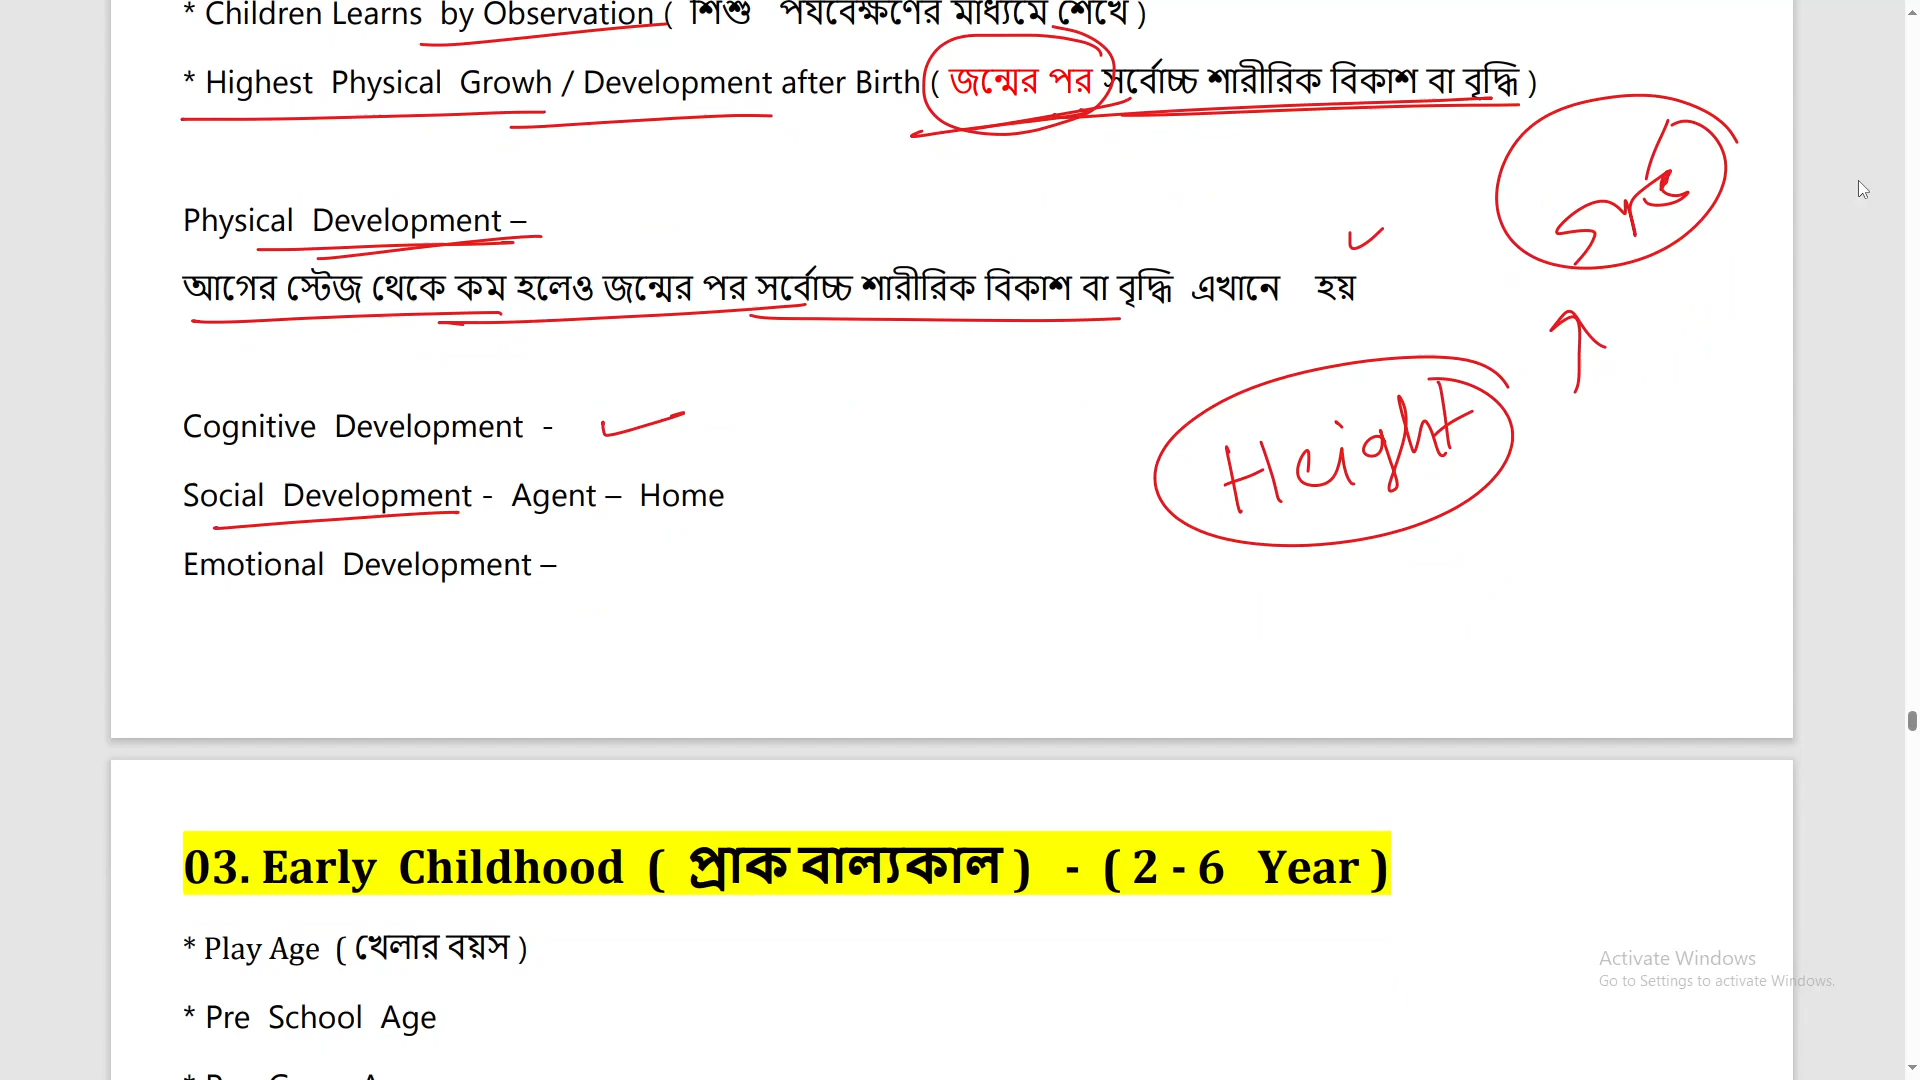 * Children Learns by Observation ( শিশু পর্যবেক্ষণের মাধ্যমে শেখে )
* Highest Physical Growh / Development after Birth ( জন্মের পর সর্বোচ্চ শারীরিক বিকাশ বা বৃদ্ধি )
Physical Development –
আগের স্টেজ থেকে কম হলেও জন্মের পর সর্বোচ্চ শারীরিক বিকাশ বা বৃদ্ধি এখানে হয়
Cognitive Development -
Height
Social Development - Agent – Home
Emotional Development –
03. Early Childhood ( প্রাক বাল্যকাল ) - ( 2 - 6 Year )
* Play Age ( খেলার বয়স )
Activate Windows
Go to Settings to activate Windows.
* Pre School Age